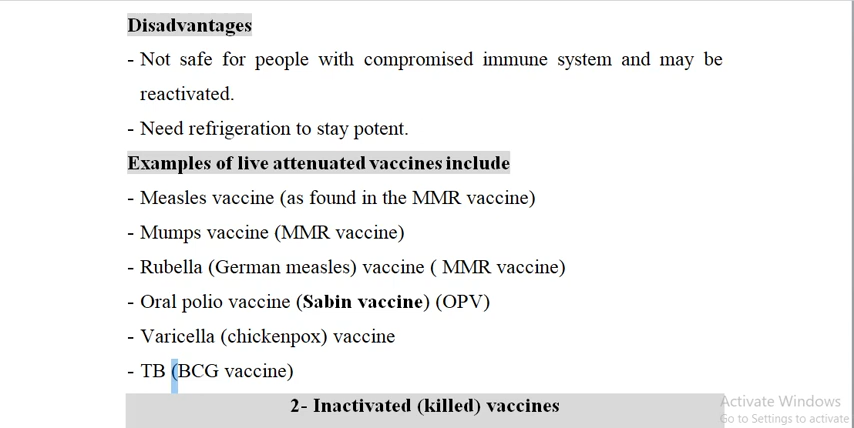 Disadvantages
- Not safe for people with compromised immune system and may be
reactivated.
- Need refrigeration to stay potent.
Examples of live attenuated vaccines include
- Measles vaccine (as found in the MMR vaccine)
- Mumps vaccine (MMR vaccine)
- Rubella (German measles) vaccine ( MMR vaccine)
- Oral polio vaccine (Sabin vaccine) (OPV)
- Varicella (chickenpox) vaccine
- TB (BCG vaccine)
2- Inactivated (killed) vaccines
Activate Windows
Go to Settings to activate